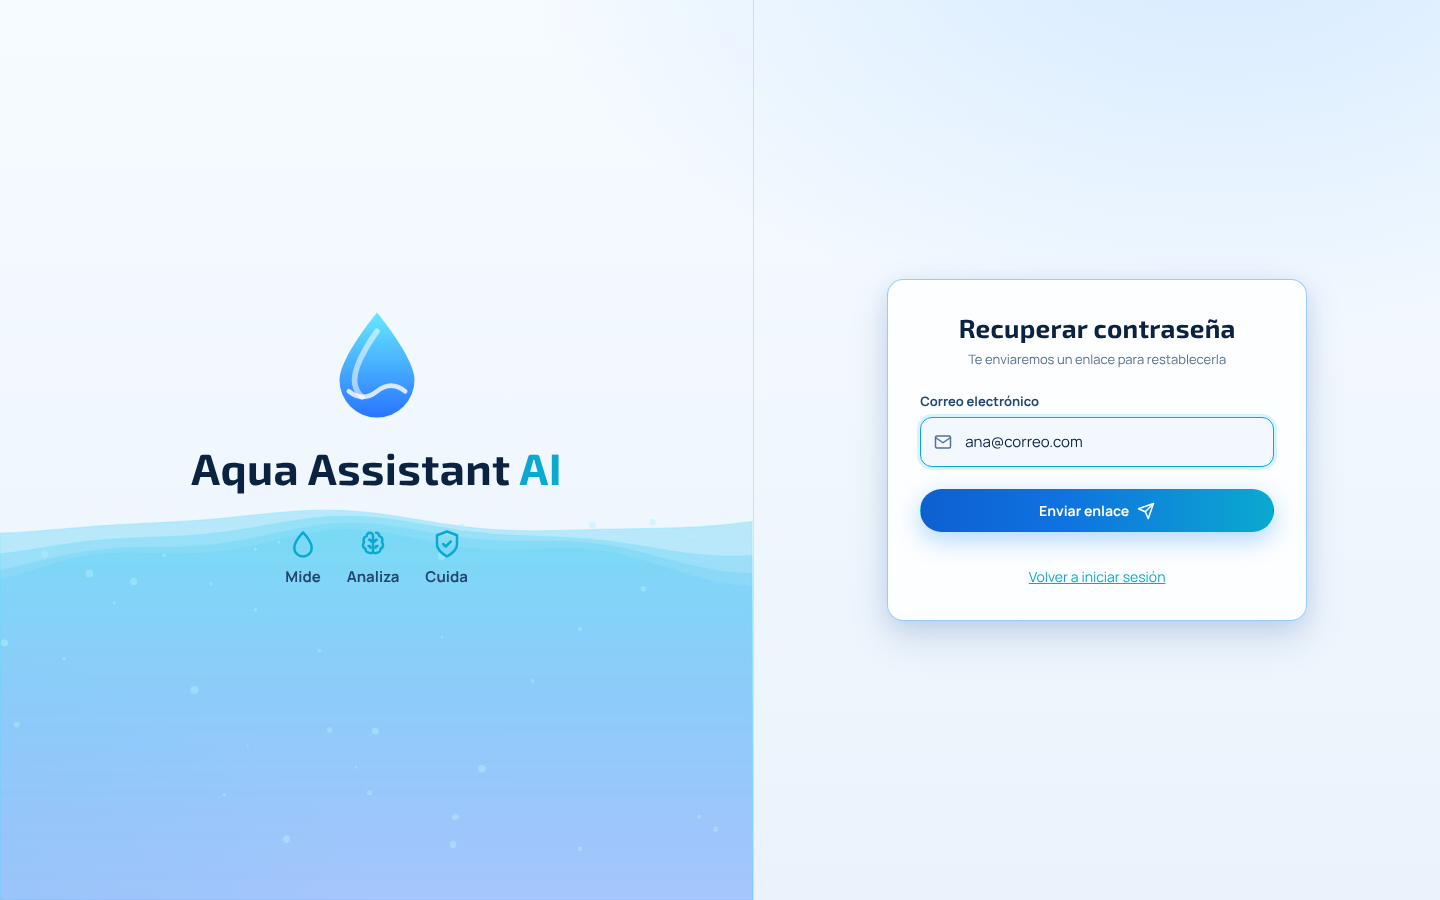 Aqua Assistant AI
Mide
Analiza
Cuida
Recuperar contraseña
Te enviaremos un enlace para restablecerla
Correo electrónico
ana@correo.com
Enviar enlace
Volver a iniciar sesión